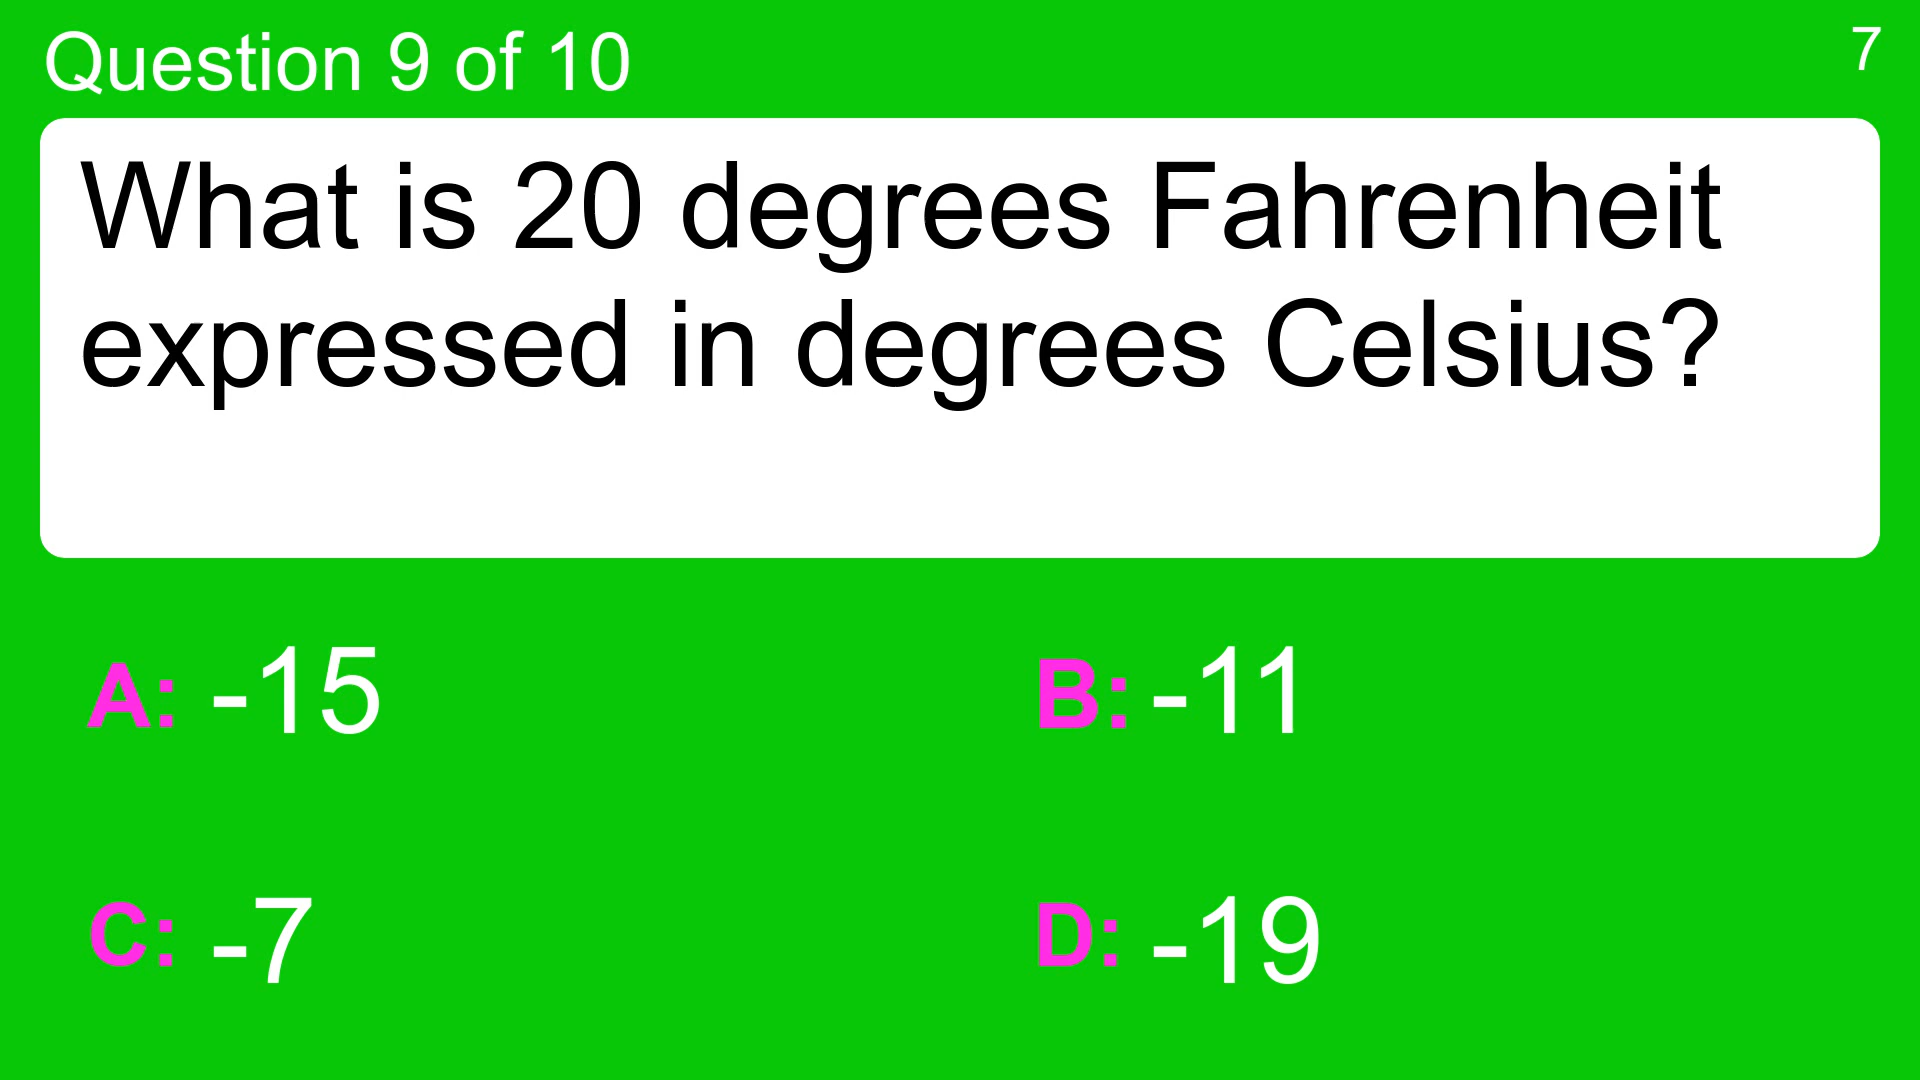 Question 9 of 10
7
What is 20 degrees Fahrenheit
expressed in degrees Celsius?
A: -15
B: -11
C: -7
D: -19